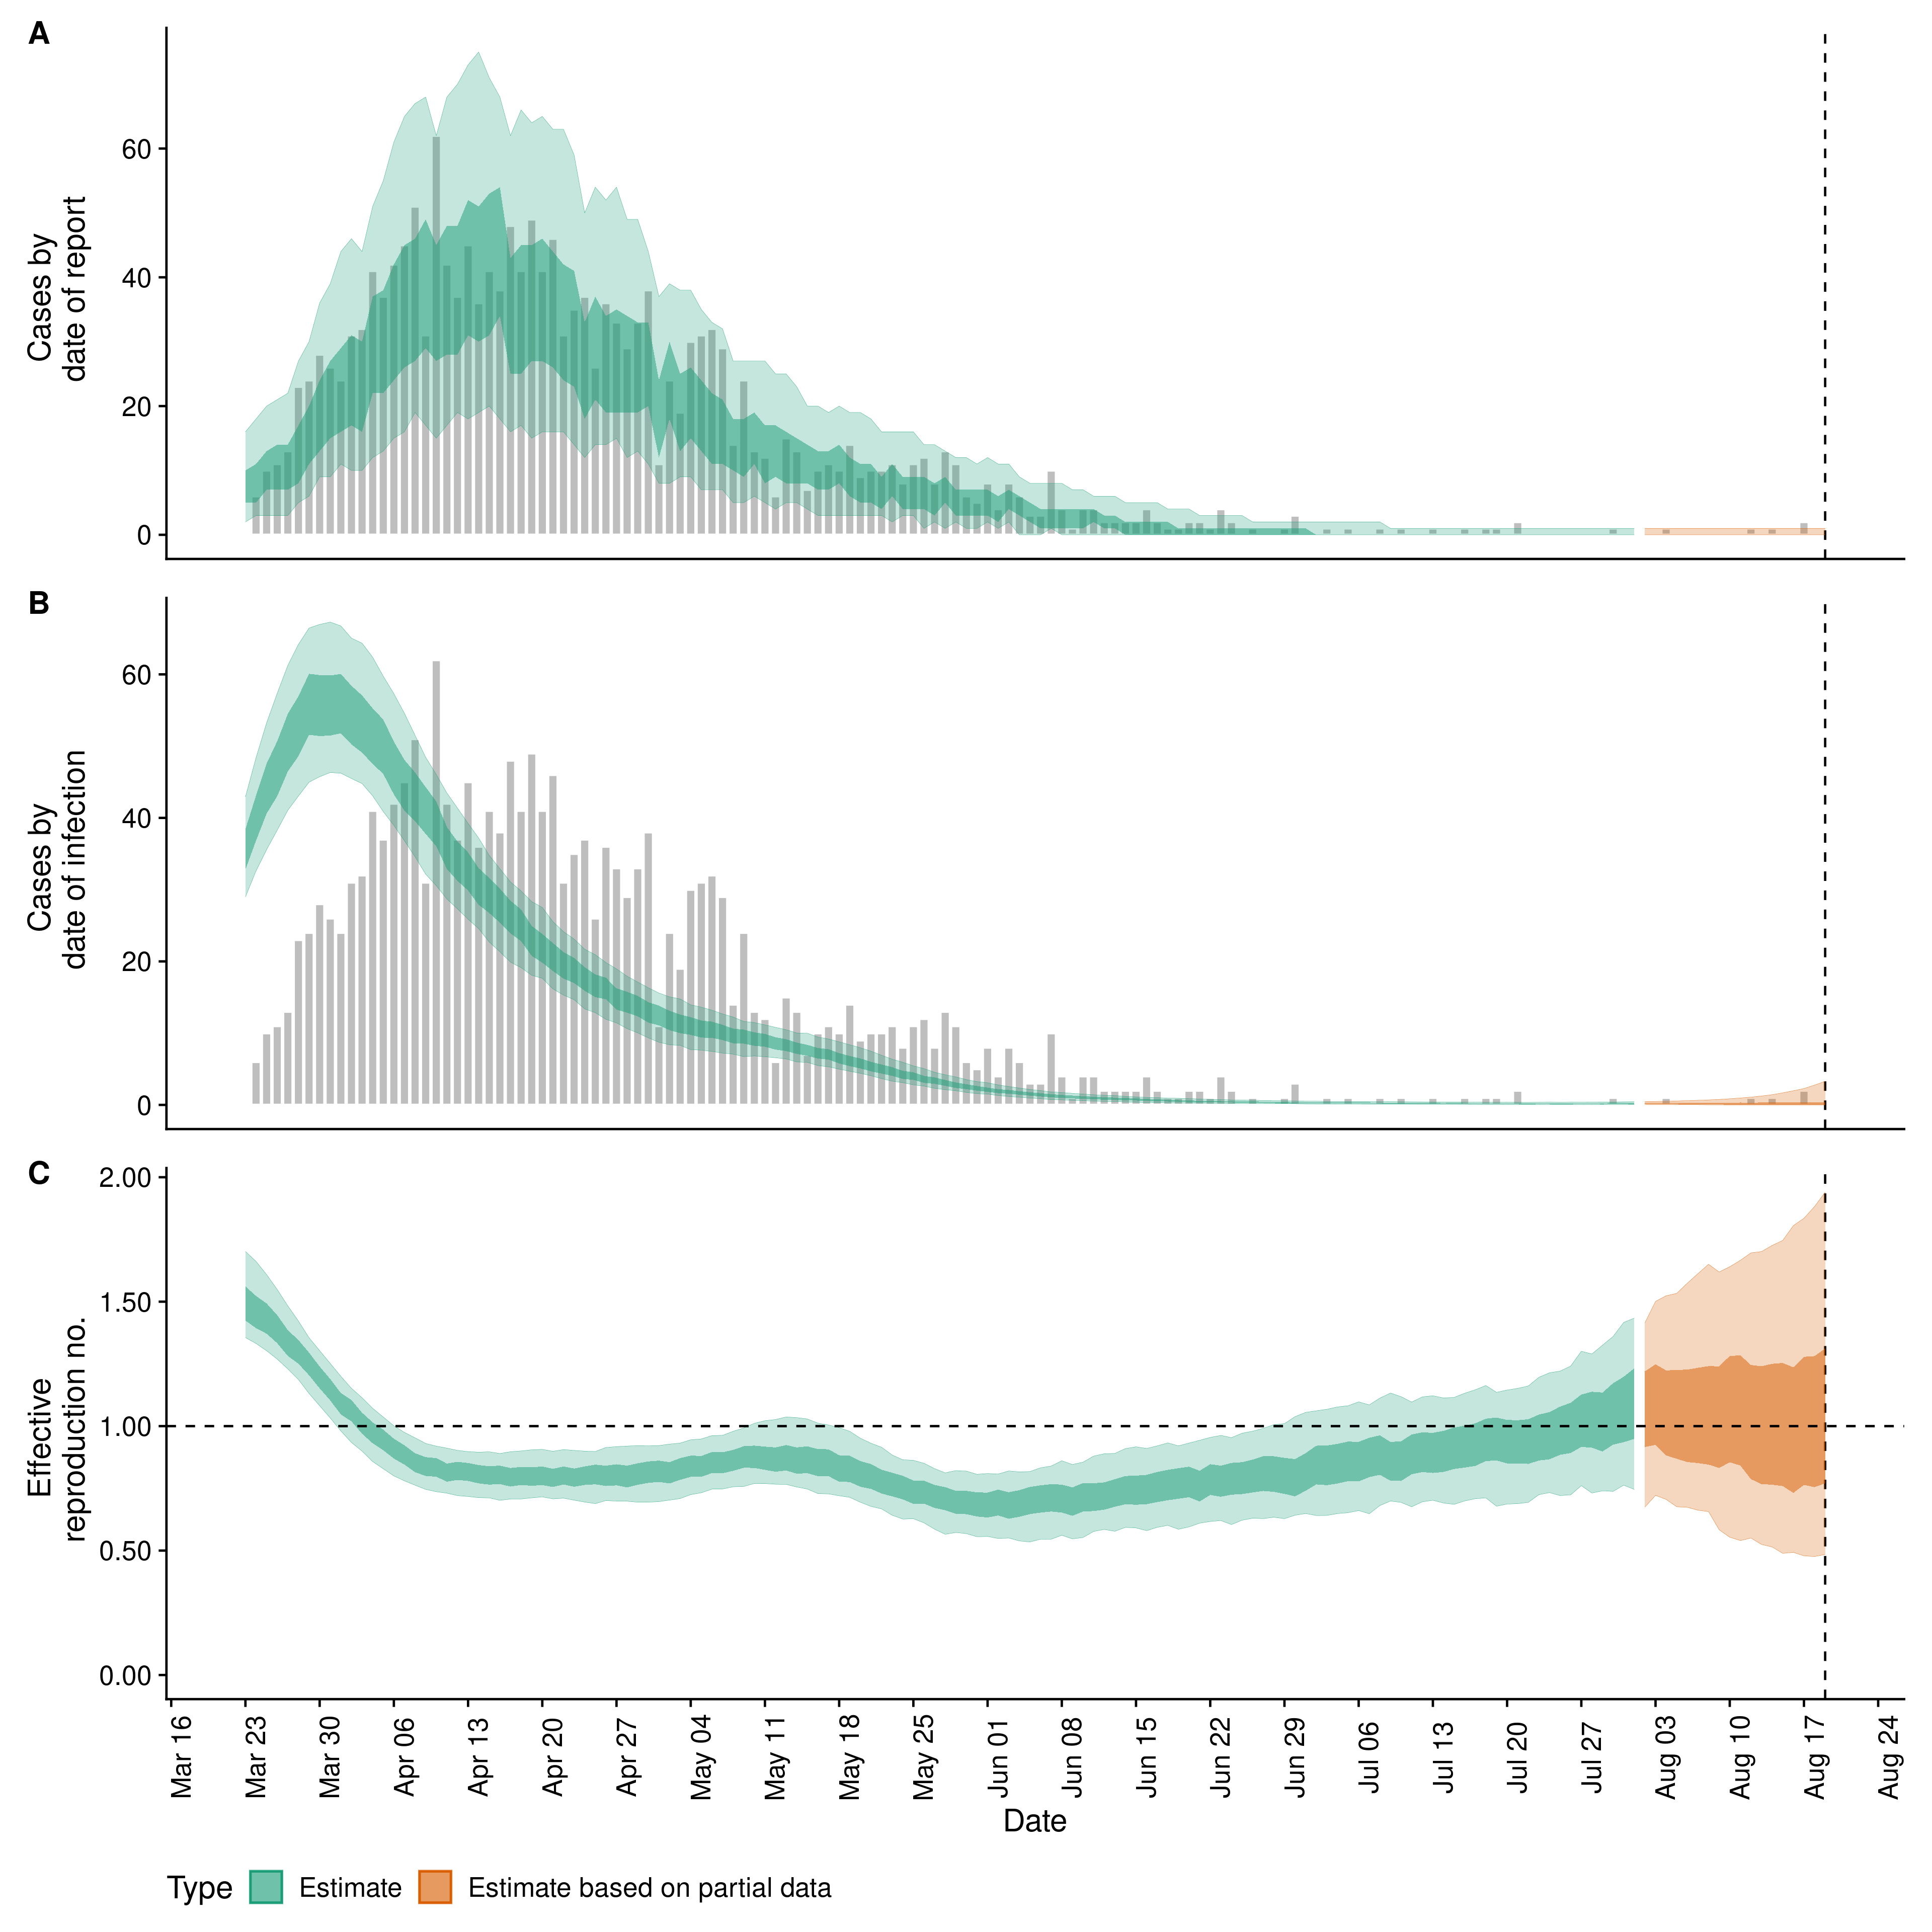 A
Cases by
date of report
60
40
20
0
B
Cases by
date of infection
60
40
20
0
C
Effective
reproduction no.
2.00
1.50
1.00
0.50
0.00
Mar 16
Mar 23
Mar 30
Apr 06
Apr 13
Apr 20
Apr 27
May 04
May 11
May 18
May 25
Jun 01
Jun 08
Jun 15
Jun 22
Jun 29
Jul 06
Jul 13
Jul 20
Jul 27
Aug 03
Aug 10
Aug 17
Aug 24
Date
Type Estimate Estimate based on partial data